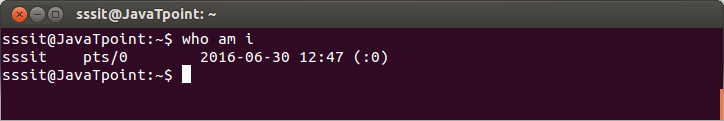 sssit@JavaTpoint: ~
sssit@JavaTpoint:~$ who am i
sssit    pts/0        2016-06-30 12:47 (:0)
sssit@JavaTpoint:~$